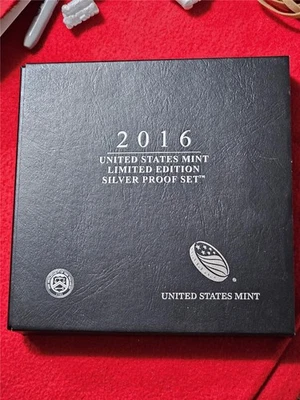 2016
UNITED STATES MINT
LIMITED EDITION
SILVER PROOF SET™
UNITED STATES MINT